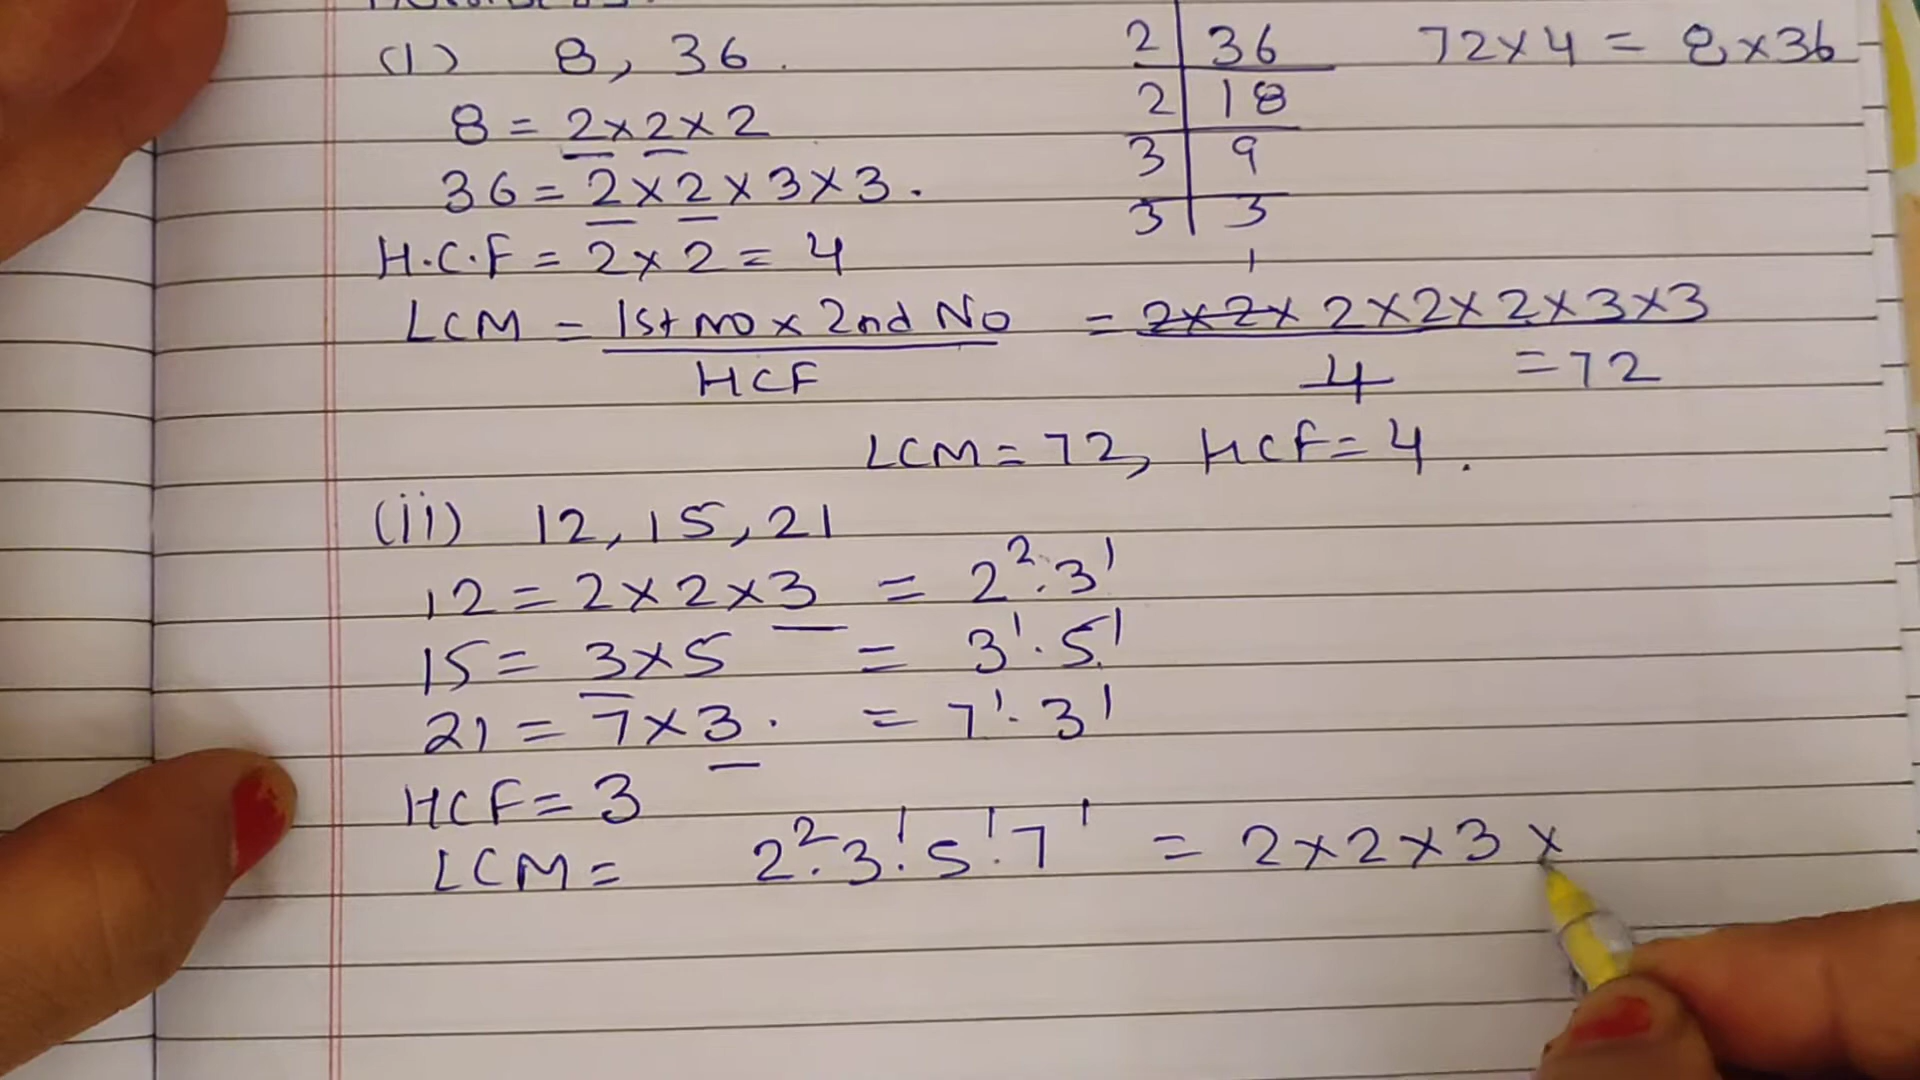 (1) 8, 36.
8 = 2×2×2
36 = 2×2×3×3.
H.C.F = 2×2 = 4
2 | 36
2 | 18
3 | 9
3 | 3
1
72×4 = 8×36
LCM = 1st no × 2nd No / HCF = 2×2×2×2×2×3×3 / 4 = 72
LCM = 72, HCF = 4.
(ii) 12, 15, 21
12 = 2×2×3 = 2².3¹
15 = 3×5 = 3¹.5¹
21 = 7×3. = 7¹.3¹
HCF = 3
LCM = 2².3¹.5¹.7¹ = 2×2×3×